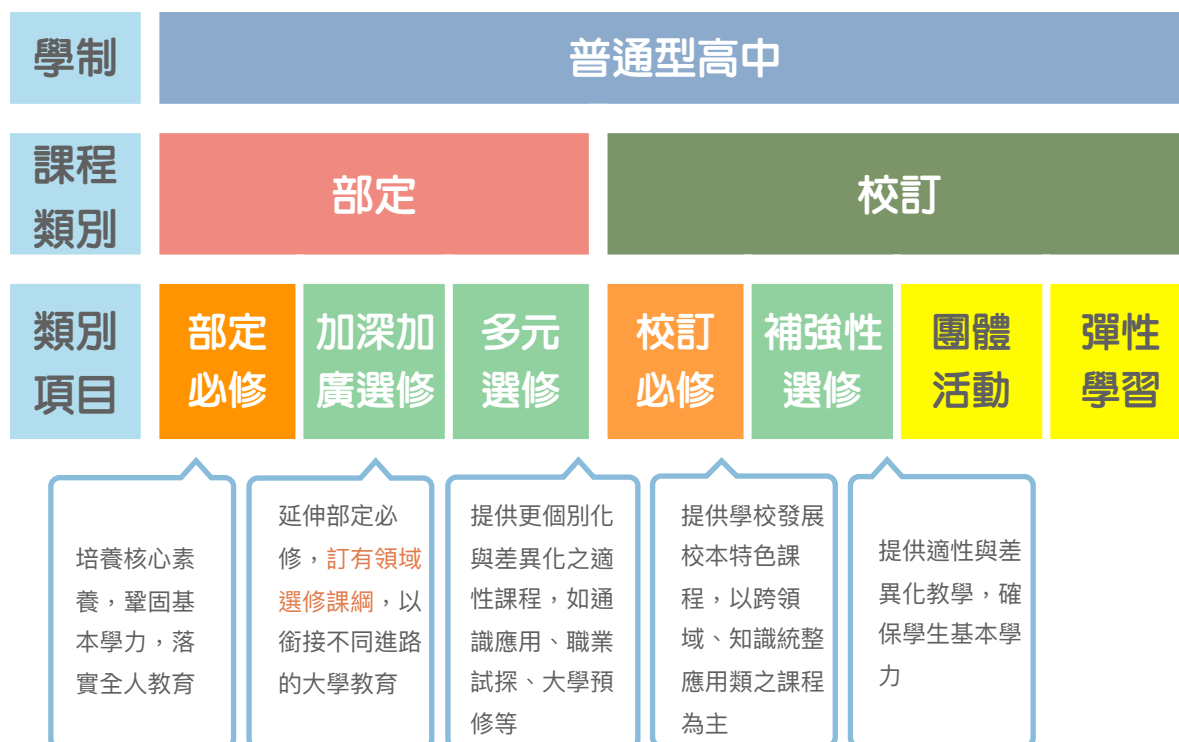 學制
普通型高中
課程
類別
部定
校訂
類別
項目
部定
必修
加深加
廣選修
多元
選修
校訂
必修
補強性
選修
團體
活動
彈性
學習
培養核心素
養，鞏固基
本學力，落
實全人教育
延伸部定必
修，訂有領域
選修課綱，以
銜接不同進路
的大學教育
提供更個別化
與差異化之適
性課程，如通
識應用、職業
試探、大學預
修等
提供學校發展
校本特色課
程，以跨領
域、知識統整
應用類之課程
為主
提供適性與差
異化教學，確
保學生基本學
力